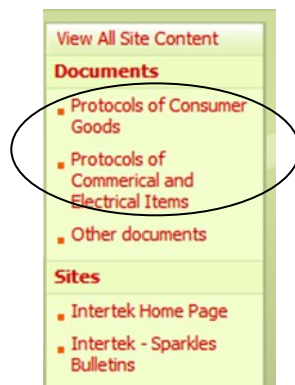 View All Site Content
Documents
Protocols of Consumer
Goods
Protocols of
Commerical and
Electrical Items
Other documents
Sites
Intertek Home Page
Intertek - Sparkles
Bulletins